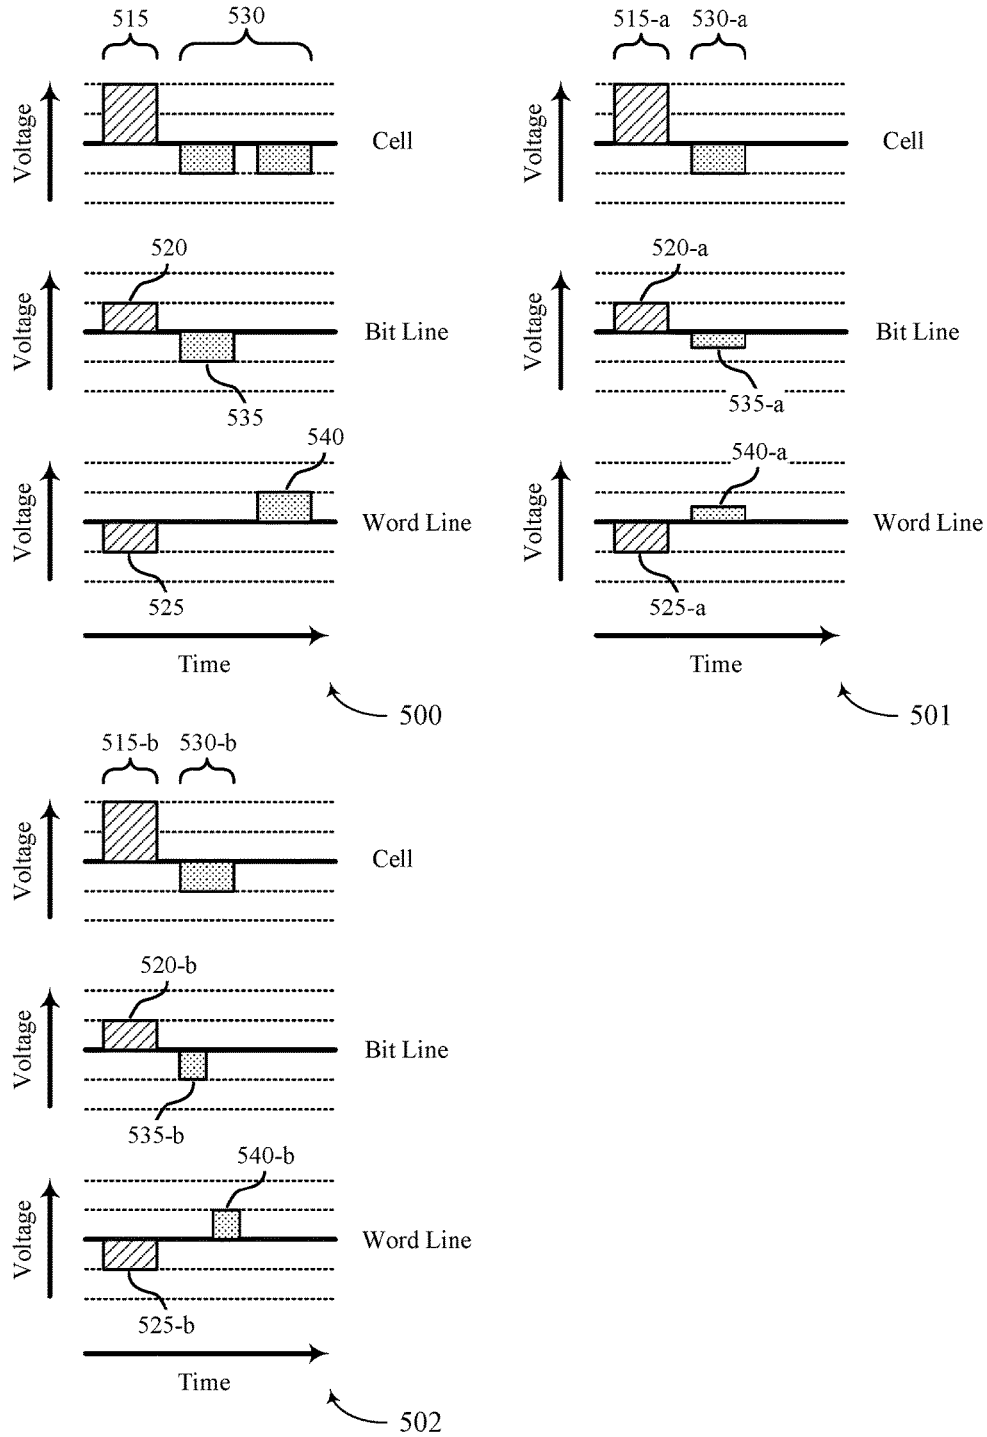 515
530
Voltage
Cell
520
Voltage
Bit Line
535
540
Voltage
Word Line
525
Time
500
515-a
530-a
Voltage
Cell
520-a
Voltage
Bit Line
535-a
540-a
Voltage
Word Line
525-a
Time
501
515-b
530-b
Voltage
Cell
520-b
Voltage
Bit Line
535-b
540-b
Voltage
Word Line
525-b
Time
502